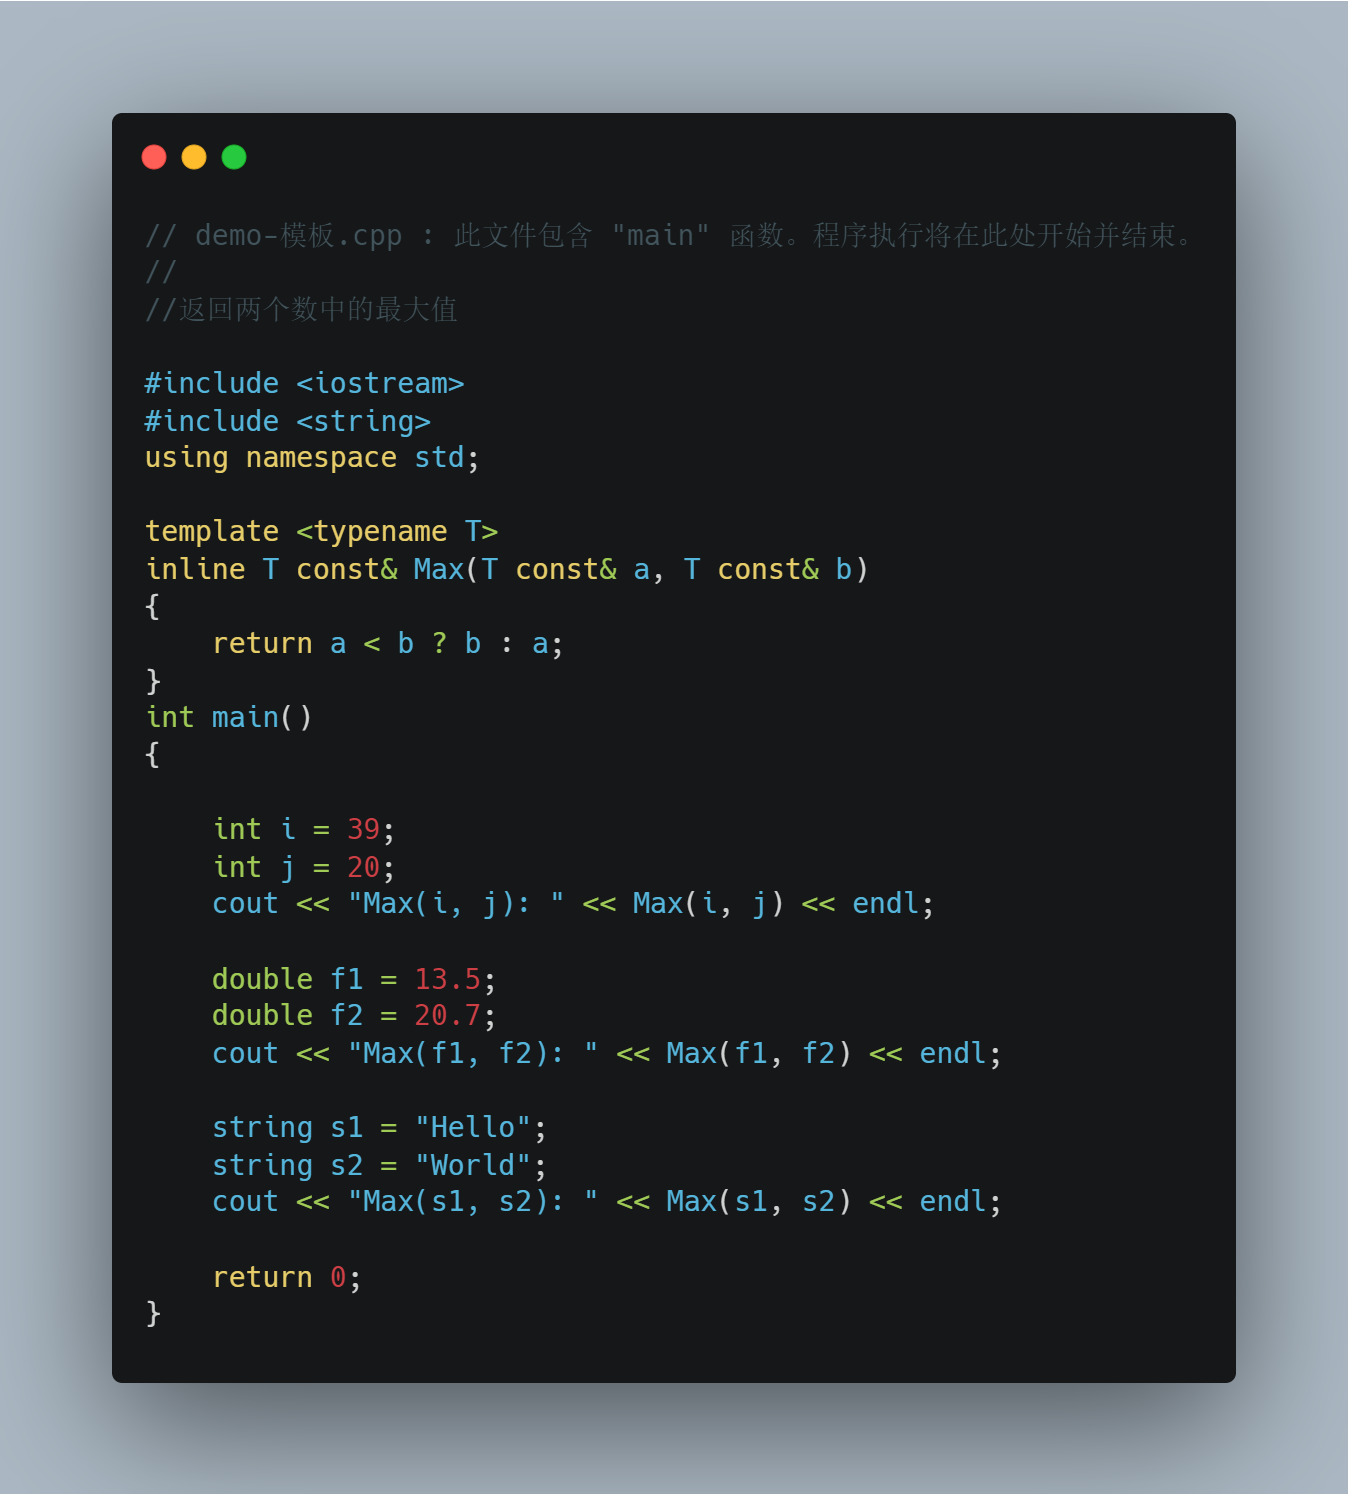 // demo-模板.cpp : 此文件包含 "main" 函数。程序执行将在此处开始并结束。
//
//返回两个数中的最大值
#include <iostream>
#include <string>
using namespace std;
template <typename T>
inline T const& Max(T const& a, T const& b)
{
    return a < b ? b : a;
}
int main()
{
    int i = 39;
    int j = 20;
    cout << "Max(i, j): " << Max(i, j) << endl;
    double f1 = 13.5;
    double f2 = 20.7;
    cout << "Max(f1, f2): " << Max(f1, f2) << endl;
    string s1 = "Hello";
    string s2 = "World";
    cout << "Max(s1, s2): " << Max(s1, s2) << endl;
    return 0;
}